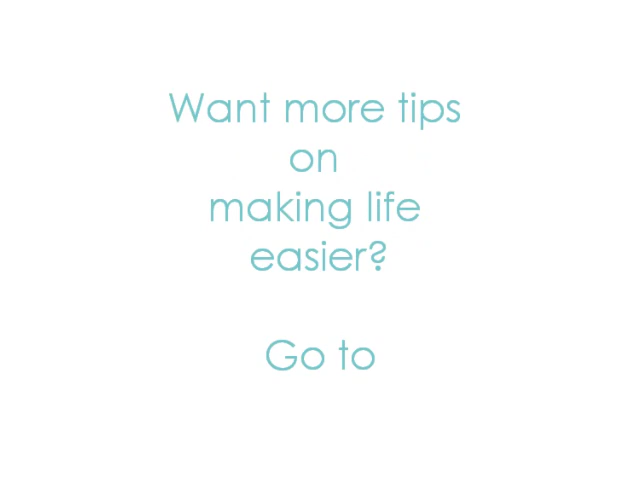 Want more tips
on
making life
easier?
Go to